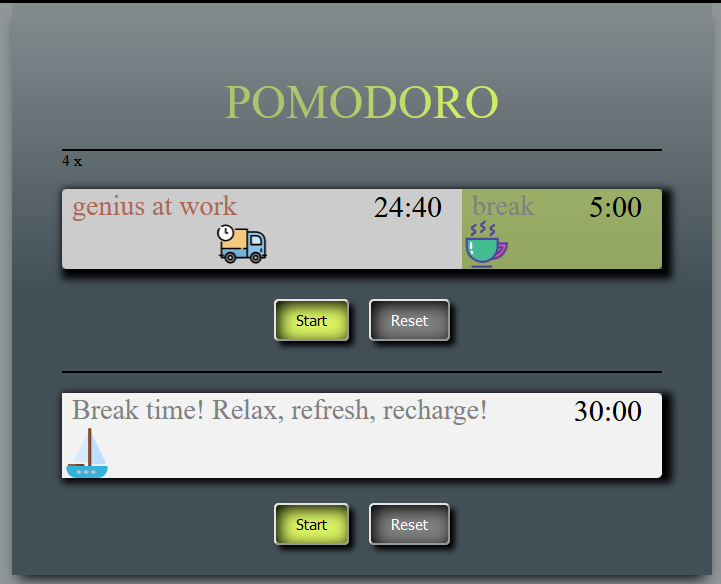 POMODORO
4 x
genius at work 24:40 break 5:00
Start Reset
Break time! Relax, refresh, recharge! 30:00
Start Reset